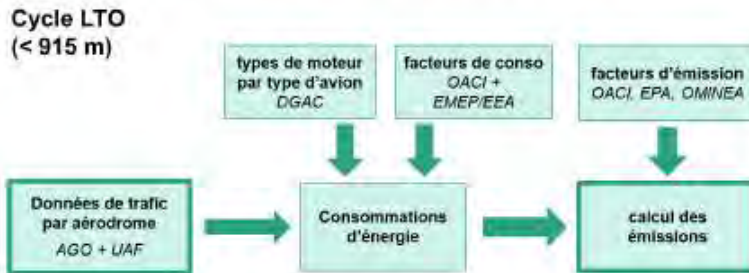 Cycle LTO
(< 915 m)
types de moteur
par type d'avion
DGAC
facteurs de conso
OACI +
EMEP/EEA
facteurs d'émission
OACI, EPA, OMINEA
Données de trafic
par aérodrome
AGO + UAF
Consommations
d'énergie
calcul des
émissions